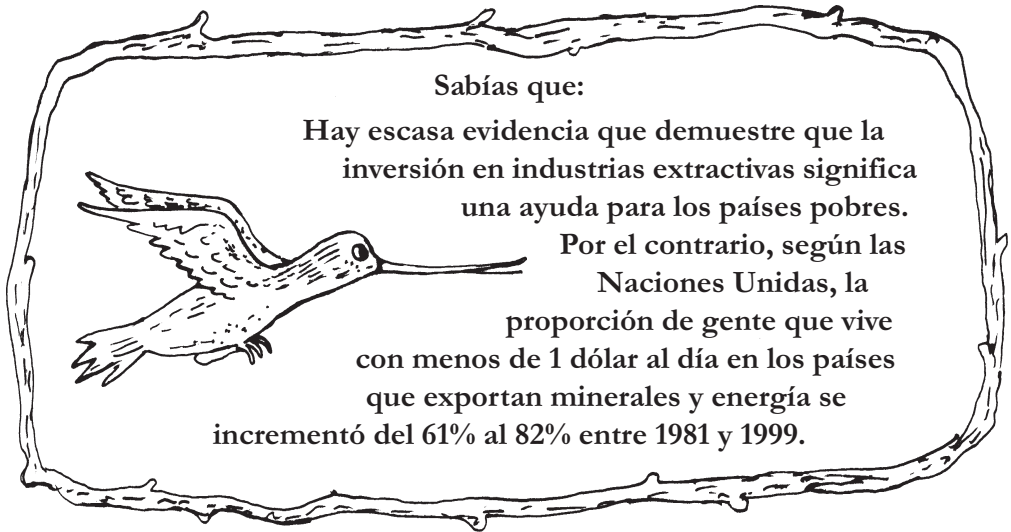 Sabías que:
Hay escasa evidencia que demuestre que la
inversión en industrias extractivas significa
una ayuda para los países pobres.
Por el contrario, según las
Naciones Unidas, la
proporción de gente que vive
con menos de 1 dólar al día en los países
que exportan minerales y energía se
incrementó del 61% al 82% entre 1981 y 1999.